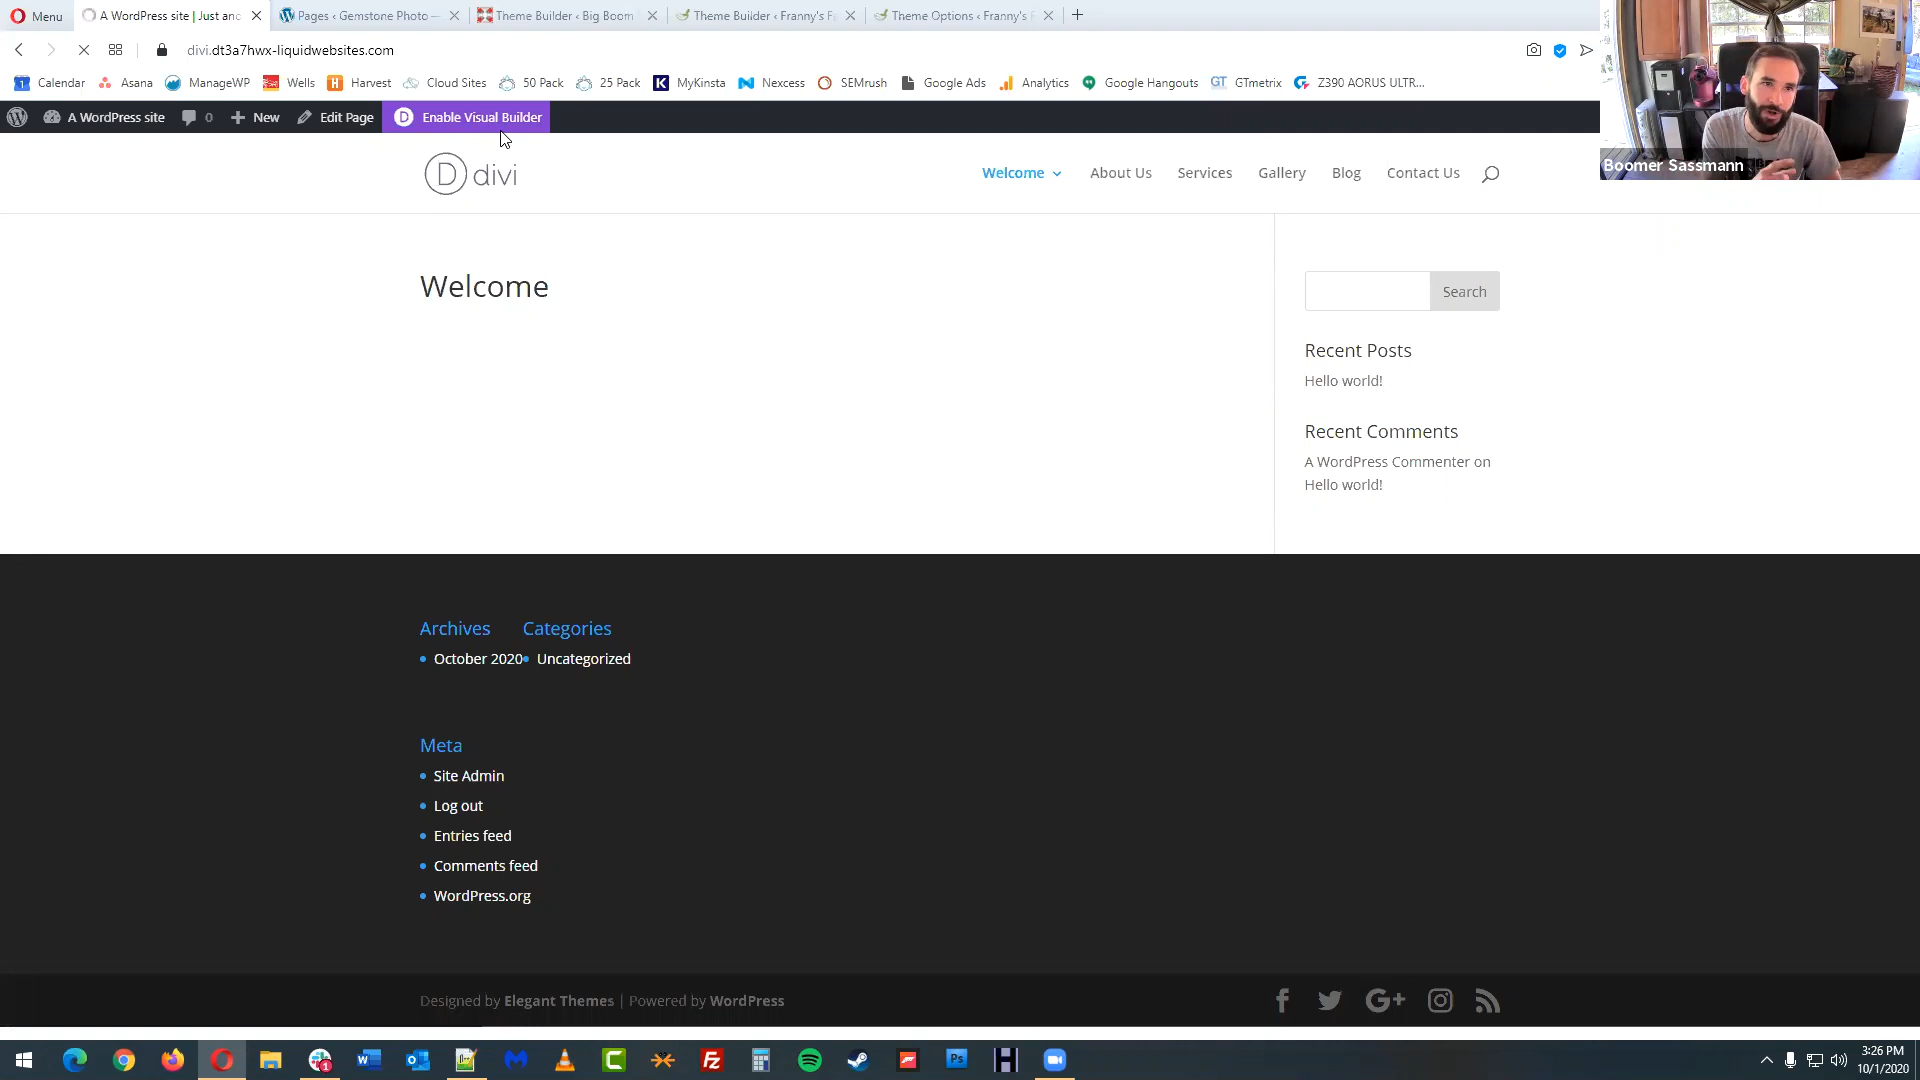 Menu
A WordPress site | Just and
Pages ‹ Gemstone Photo —
Theme Builder ‹ Big Boom
Theme Builder ‹ Franny's F
Theme Options ‹ Franny's F
divi.dt3a7hwx-liquidwebsites.com
Calendar
Asana
ManageWP
Wells
Harvest
Cloud Sites
50 Pack
25 Pack
MyKinsta
Nexcess
SEMrush
Google Ads
Analytics
Google Hangouts
GTmetrix
Z390 AORUS ULTR...
A WordPress site
0
New
Edit Page
Enable Visual Builder
Boomer Sassmann
divi
Welcome
About Us
Services
Gallery
Blog
Contact Us
Welcome
Search
Recent Posts
Hello world!
Recent Comments
A WordPress Commenter on
Hello world!
Archives
October 2020
Categories
Uncategorized
Meta
Site Admin
Log out
Entries feed
Comments feed
WordPress.org
Designed by Elegant Themes | Powered by WordPress
3:26 PM
10/1/2020